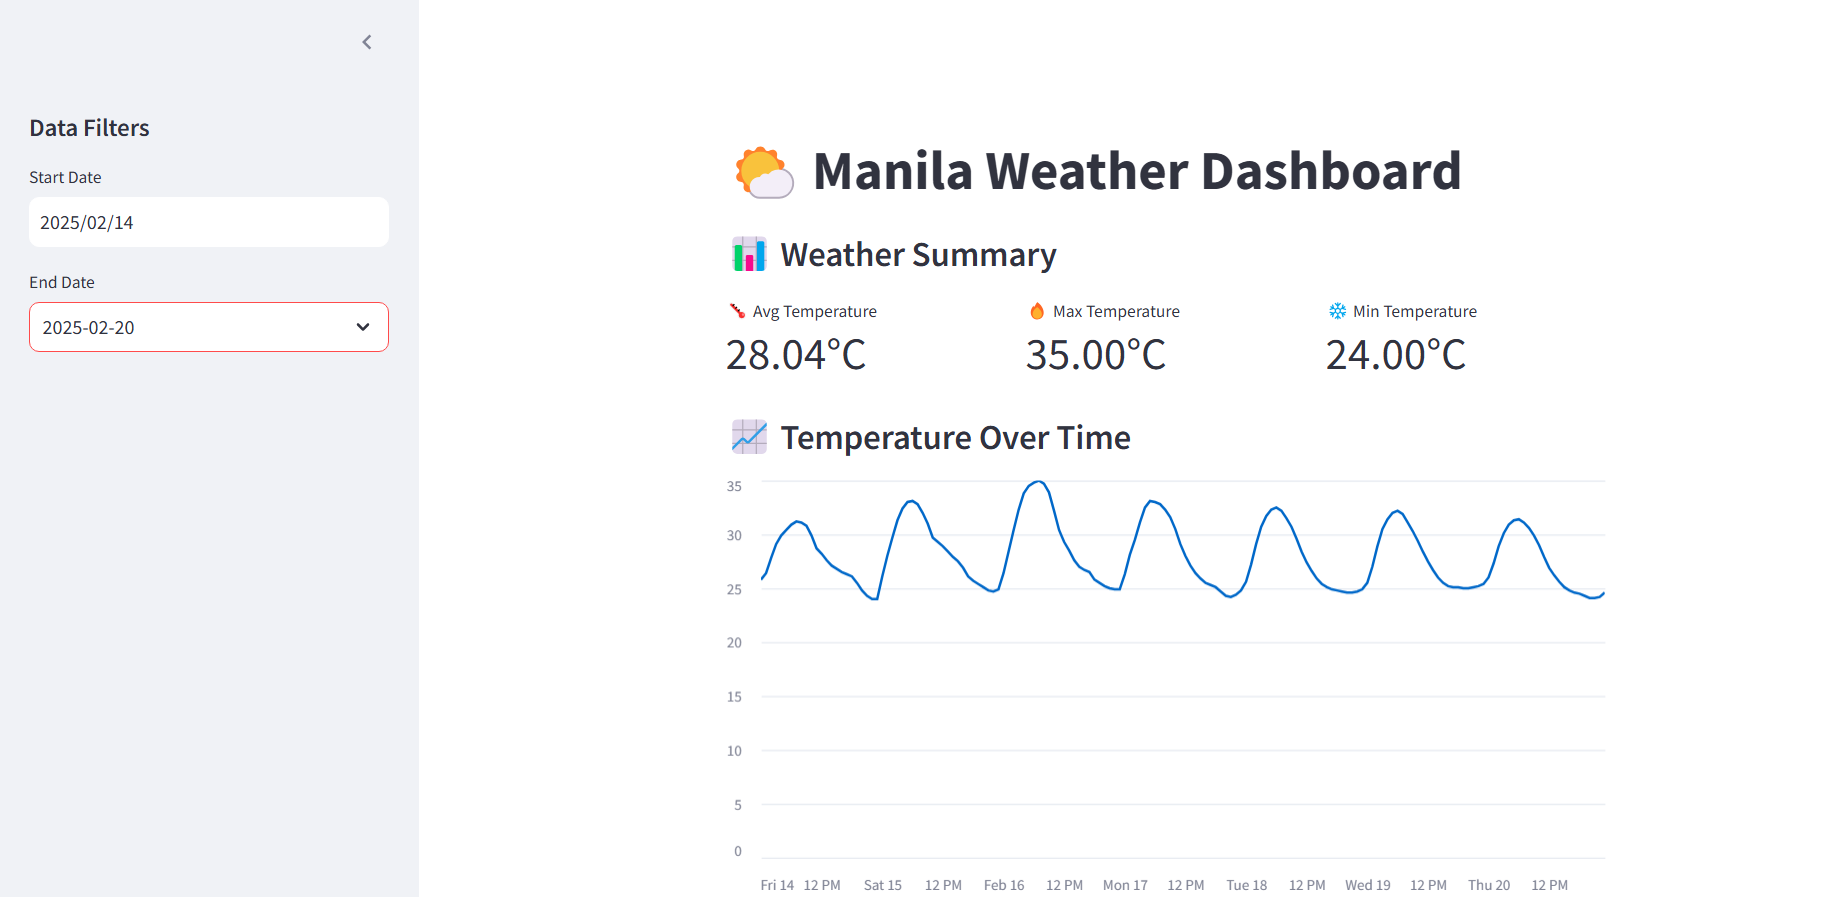 Data Filters
Start Date
2025/02/14
End Date
2025-02-20
Manila Weather Dashboard
Weather Summary
Avg Temperature
28.04°C
Max Temperature
35.00°C
Min Temperature
24.00°C
Temperature Over Time
35
30
25
20
15
10
5
0
Fri 14 12 PM Sat 15 12 PM Feb 16 12 PM Mon 17 12 PM Tue 18 12 PM Wed 19 12 PM Thu 20 12 PM